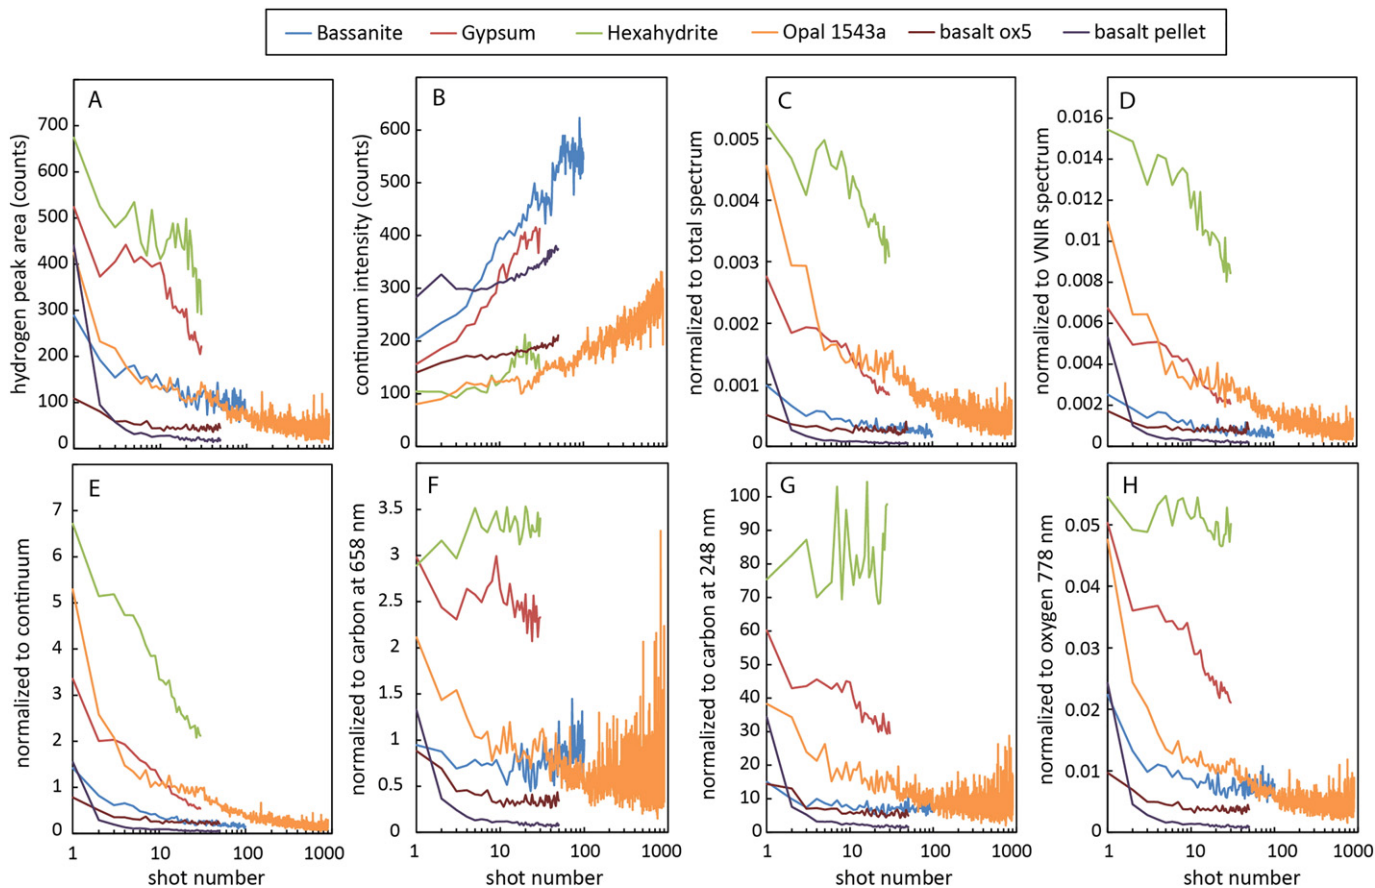 Bassanite Gypsum Hexahydrite Opal 1543a basalt ox5 basalt pellet
A
hydrogen peak area (counts)
700
600
500
400
300
200
100
0
B
continuum intensity (counts)
600
500
400
300
200
100
0
C
normalized to total spectrum
0.005
0.004
0.003
0.002
0.001
0
D
normalized to VNIR spectrum
0.016
0.014
0.012
0.01
0.008
0.006
0.004
0.002
0
E
normalized to continuum
7
6
5
4
3
2
1
0
1 10 100 1000
shot number
F
normalized to carbon at 658 nm
3.5
3
2.5
2
1.5
1
0.5
0
1 10 100 1000
shot number
G
normalized to carbon at 248 nm
100
90
80
70
60
50
40
30
20
10
0
1 10 100 1000
shot number
H
normalized to oxygen 778 nm
0.05
0.04
0.03
0.02
0.01
0
1 10 100 1000
shot number